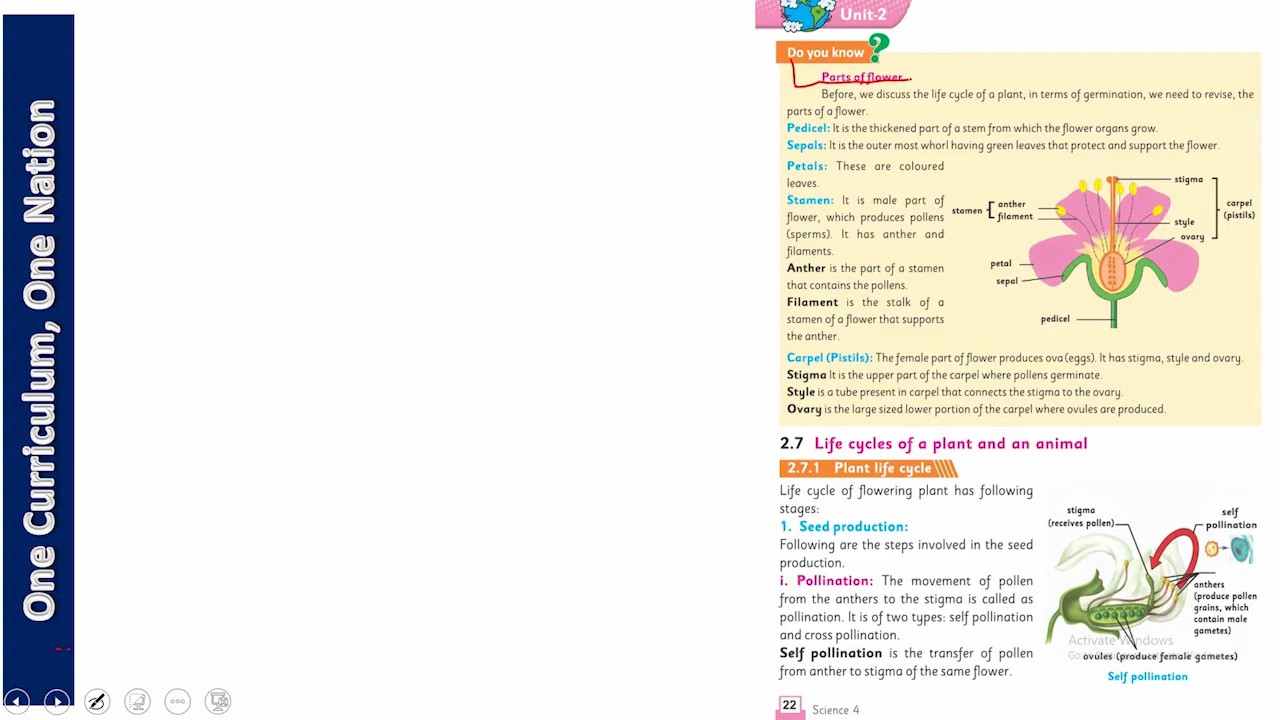 One Curriculum, One Nation
Unit-2
Do you know ?
Parts of flower
Before, we discuss the life cycle of a plant, in terms of germination, we need to revise, the
parts of a flower.
Pedicel: It is the thickened part of a stem from which the flower organs grow.
Sepals: It is the outer most whorl having green leaves that protect and support the flower.
Petals: These are coloured
leaves.
Stamen: It is male part of
flower, which produces pollens
(sperms). It has anther and
filaments.
Anther is the part of a stamen
that contains the pollens.
Filament is the stalk of a
stamen of a flower that supports
the anther.
stigma
stamen
anther
filament
carpel
(pistils)
style
ovary
petal
sepal
pedicel
Carpel (Pistils): The female part of flower produces ova (eggs). It has stigma, style and ovary.
Stigma It is the upper part of the carpel where pollens germinate.
Style is a tube present in carpel that connects the stigma to the ovary.
Ovary is the large sized lower portion of the carpel where ovules are produced.
2.7 Life cycles of a plant and an animal
2.7.1 Plant life cycle
Life cycle of flowering plant has following
stages:
1. Seed production:
Following are the steps involved in the seed
production.
i. Pollination: The movement of pollen
from the anthers to the stigma is called as
pollination. It is of two types: self pollination
and cross pollination.
Self pollination is the transfer of pollen
from anther to stigma of the same flower.
stigma
(receives pollen)
self
pollination
anthers
(produce pollen
grains, which
contain male
gametes)
Activate Windows
ovules (produce female gametes)
Self pollination
22
Science 4